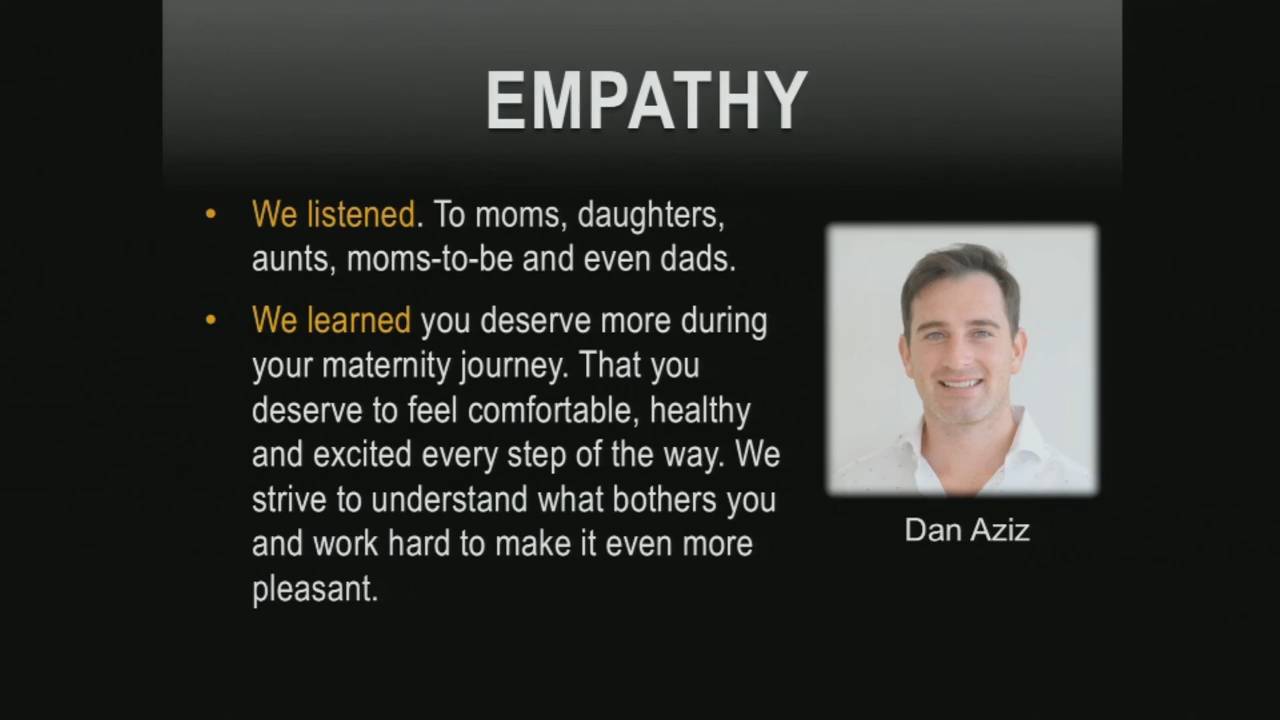 EMPATHY
• We listened. To moms, daughters,
aunts, moms-to-be and even dads.
• We learned you deserve more during
your maternity journey. That you
deserve to feel comfortable, healthy
and excited every step of the way. We
strive to understand what bothers you
and work hard to make it even more
pleasant.
Dan Aziz